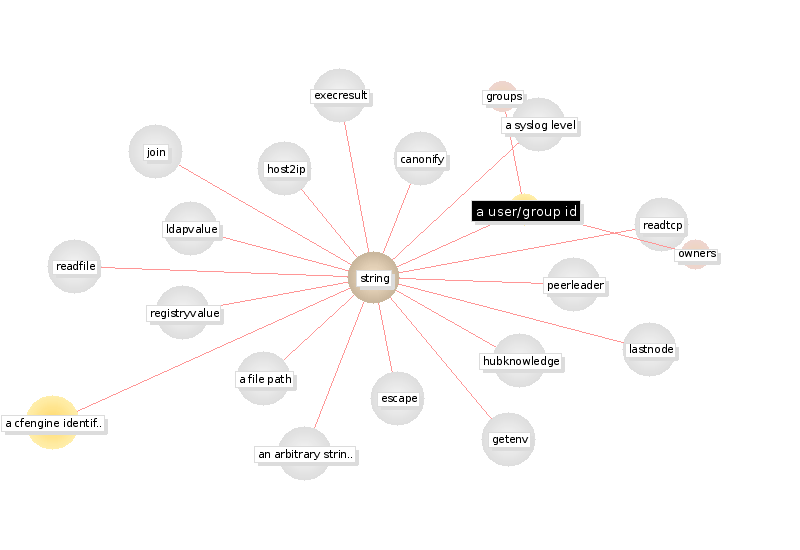 execresult
groups
a syslog level
join
host2ip
canonify
a user/group id
ldapvalue
readtcp
owners
readfile
string
peerleader
registryvalue
lastnode
hubknowledge
a file path
escape
a cfengine identif..
getenv
an arbitrary strin..